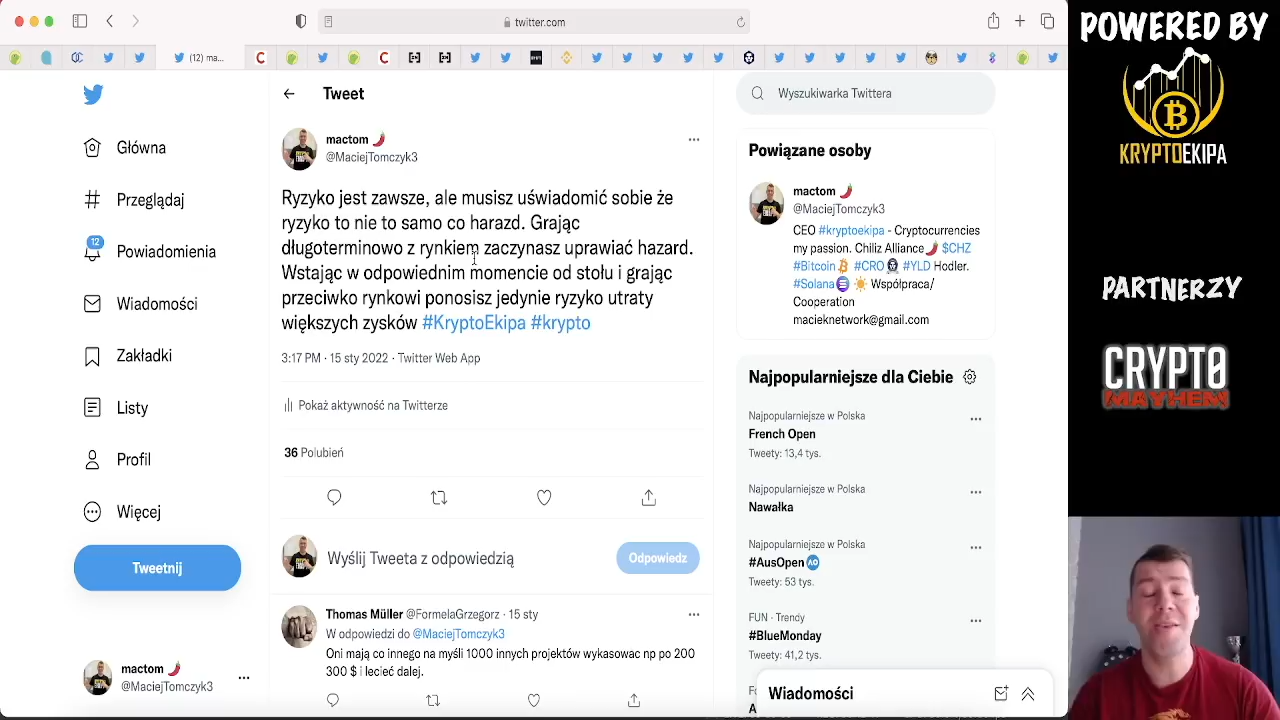 twitter.com
(12) ma...
Główna
Przeglądaj
12
Powiadomienia
Wiadomości
Zakładki
Listy
Profil
Więcej
Tweetnij
mactom
@MaciejTomczyk3
Tweet
mactom
@MaciejTomczyk3
Ryzyko jest zawsze, ale musisz uświadomić sobie że
ryzyko to nie to samo co harazd. Grając
długoterminowo z rynkiem zaczynasz uprawiać hazard.
Wstając w odpowiednim momencie od stołu i grając
przeciwko rynkowi ponosisz jedynie ryzyko utraty
większych zysków #KryptoEkipa #krypto
3:17 PM · 15 sty 2022 · Twitter Web App
Pokaż aktywność na Twitterze
36 Polubień
Wyślij Tweeta z odpowiedzią
Odpowiedz
Thomas Müller @FormelaGrzegorz · 15 sty
W odpowiedzi do @MaciejTomczyk3
Oni mają co innego na myśli 1000 innych projektów wykasowac np po 200
300 $ i lecieć dalej.
Wyszukiwarka Twittera
Powiązane osoby
mactom
@MaciejTomczyk3
CEO #kryptoekipa - Cryptocurrencies
my passion. Chiliz Alliance $CHZ
#Bitcoin #CRO #YLD Hodler.
#Solana Współpraca/
Cooperation
macieknetwork@gmail.com
Najpopularniejsze dla Ciebie
Najpopularniejsze w Polska
French Open
Tweety: 13,4 tys.
Najpopularniejsze w Polska
Nawałka
Najpopularniejsze w Polska
#AusOpen
Tweety: 53 tys.
FUN · Trendy
#BlueMonday
Tweety: 41,2 tys.
Wiadomości
POWERED BY
KRYPTOEKIPA
PARTNERZY
CRYPTO
MAYHEM